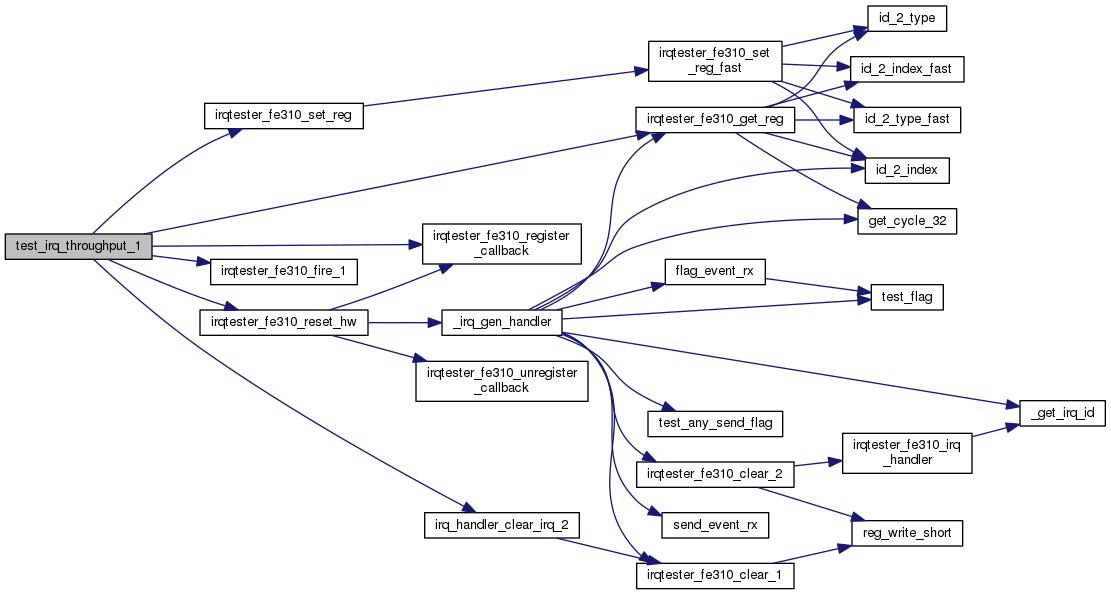 test_irq_throughput_1
irqtester_fe310_set_reg
irqtester_fe310_fire_1
irqtester_fe310_reset_hw
irqtester_fe310_register
_callback
_irq_gen_handler
irqtester_fe310_unregister
_callback
irq_handler_clear_irq_2
irqtester_fe310_set
_reg_fast
irqtester_fe310_get_reg
flag_event_rx
test_any_send_flag
irqtester_fe310_clear_2
send_event_rx
irqtester_fe310_clear_1
id_2_type
id_2_index_fast
id_2_type_fast
id_2_index
get_cycle_32
test_flag
irqtester_fe310_irq
_handler
reg_write_short
_get_irq_id